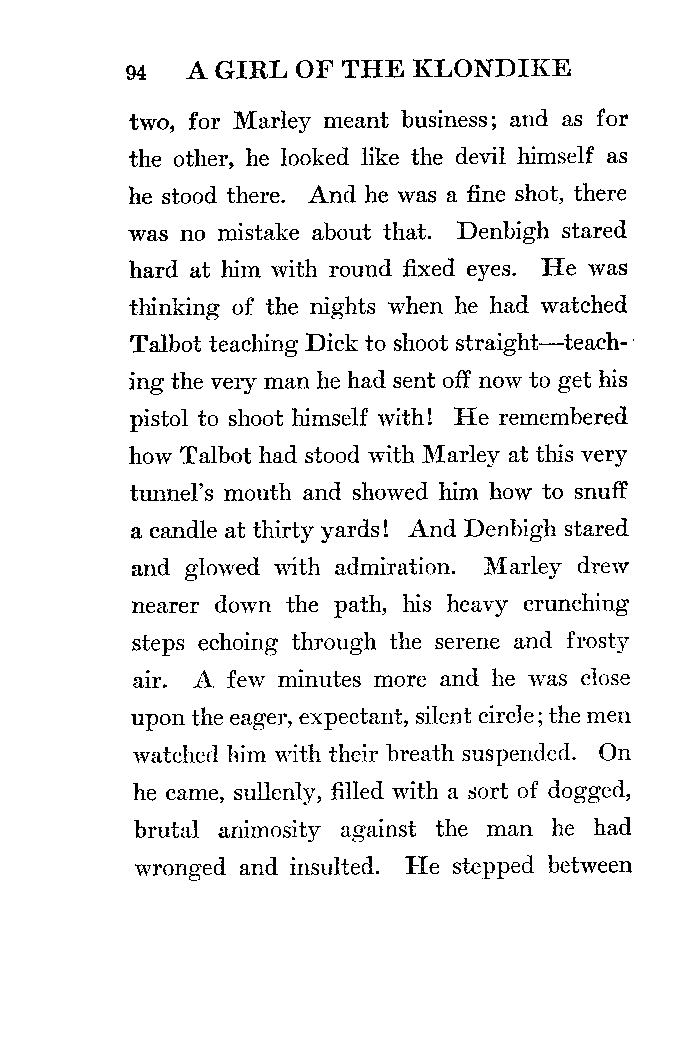 94 A GIRL OF THE KLONDIKE
two, for Marley meant business; and as for
the other, he looked like the devil himself as
he stood there. And he was a fine shot, there
was no mistake about that. Denbigh stared
hard at him with round fixed eyes. He was
thinking of the nights when he had watched
Talbot teaching Dick to shoot straight—teach-
ing the very man he had sent off now to get his
pistol to shoot himself with! He remembered
how Talbot had stood with Marley at this very
tunnel's mouth and showed him how to snuff
a candle at thirty yards! And Denbigh stared
and glowed with admiration. Marley drew
nearer down the path, his heavy crunching
steps echoing through the serene and frosty
air. A few minutes more and he was close
upon the eager, expectant, silent circle; the men
watched him with their breath suspended. On
he came, sullenly, filled with a sort of dogged,
brutal animosity against the man he had
wronged and insulted. He stepped between